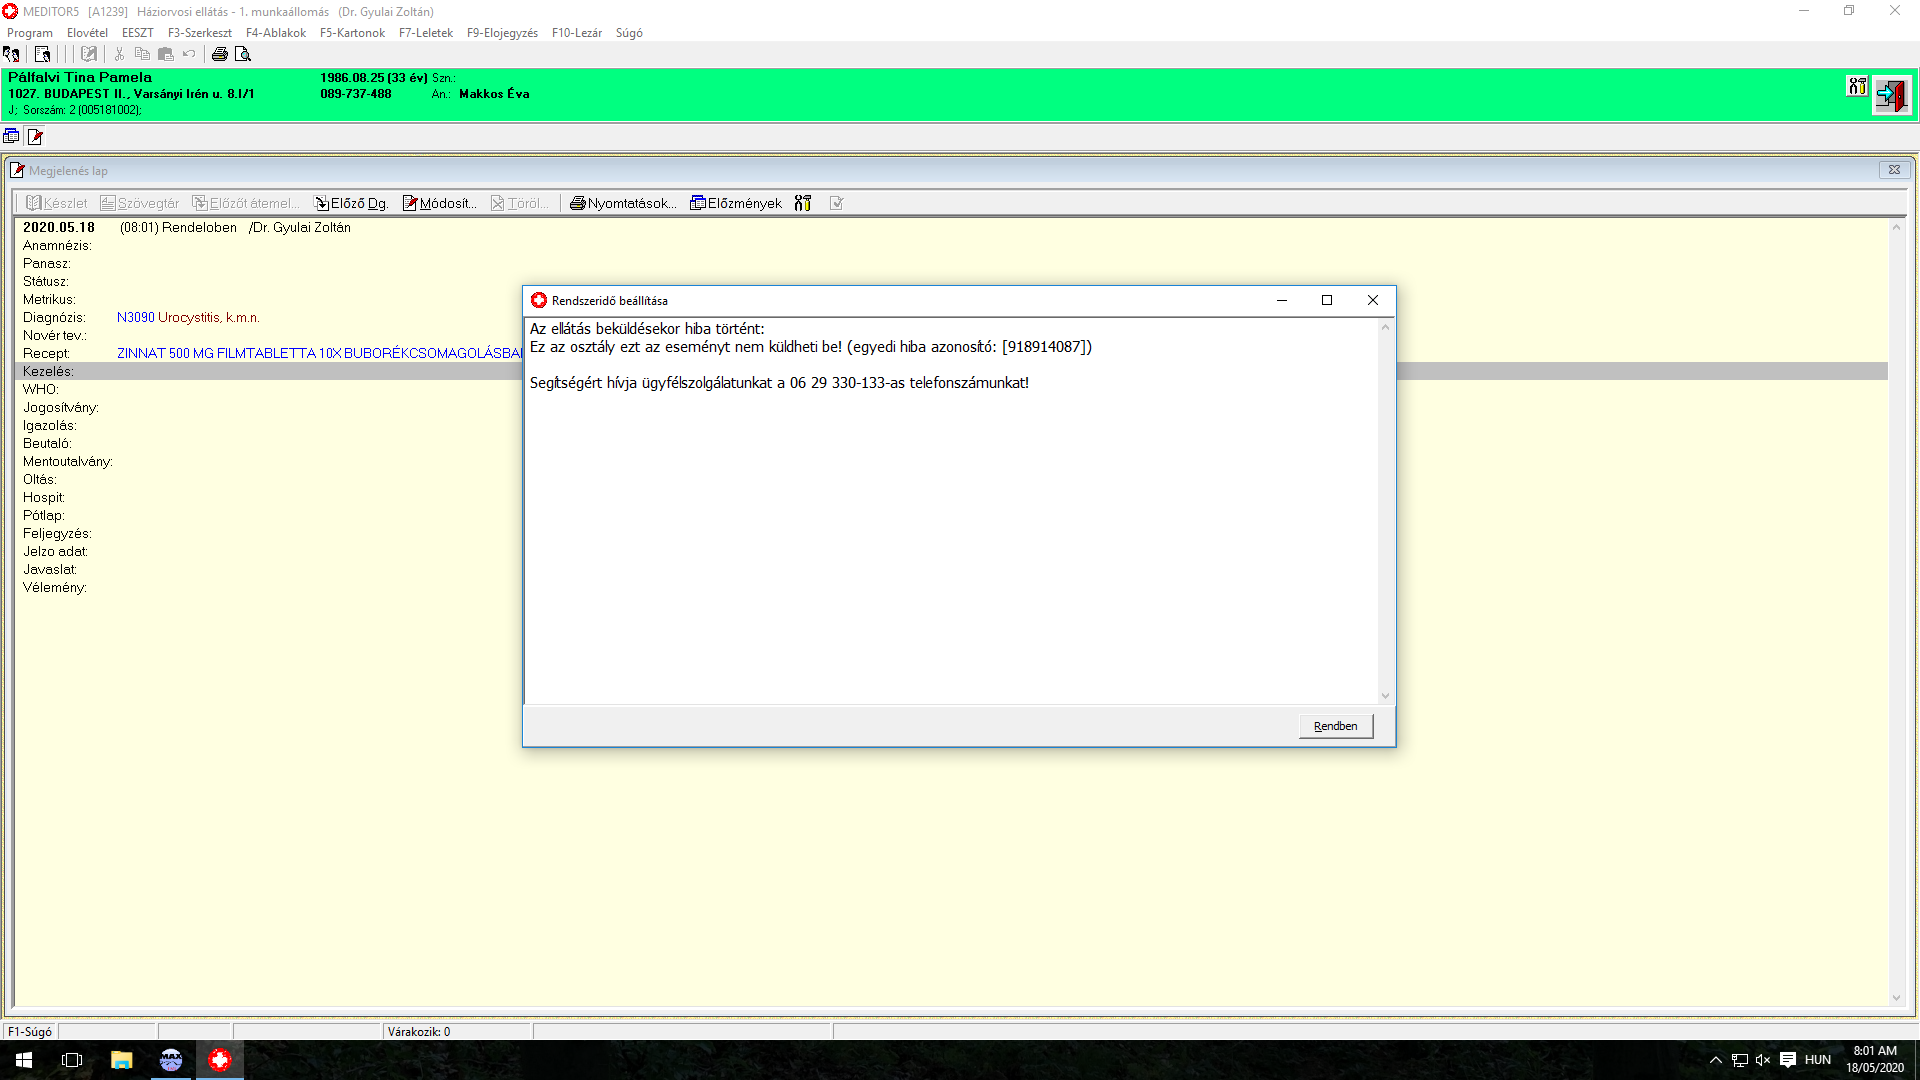 MEDITOR5 [A1239] Háziorvosi ellátás - 1. munkaállomás (Dr. Gyulai Zoltán)
Program Elovétel EESZT F3-Szerkeszt F4-Ablakok F5-Kartonok F7-Leletek F9-Elojegyzés F10-Lezár Súgó
Pálfalvi Tina Pamela 1986.08.25 (33 év) Szn.:
1027. BUDAPEST II., Varsányi Irén u. 8.I/1 089-737-488 An.: Makkos Éva
J; Sorszám: 2 (005181002);
Megjelenés lap
Készlet Szövegtár Előzőt átemel... Előző Dg. Módosít... Töröl... Nyomtatások... Előzmények
2020.05.18 (08:01) Rendeloben /Dr. Gyulai Zoltán
Anamnézis:
Panasz:
Státusz:
Metrikus:
Diagnózis: N3090 Urocystitis, k.m.n.
Novér tev.:
Recept: ZINNAT 500 MG FILMTABLETTA 10X BUBORÉKCSOMAGOLÁSBAN
Kezelés:
WHO:
Jogosítvány:
Igazolás:
Beutaló:
Mentoutalvány:
Oltás:
Hospit:
Pótlap:
Feljegyzés:
Jelzo adat:
Javaslat:
Vélemény:
Rendszeridő beállítása
Az ellátás beküldésekor hiba történt:
Ez az osztály ezt az eseményt nem küldheti be! (egyedi hiba azonosító: [918914087])
Segítségért hívja ügyfélszolgálatunkat a 06 29 330-133-as telefonszámunkat!
Rendben
F1-Súgó Várakozik: 0
MAX
HUN
8:01 AM
18/05/2020